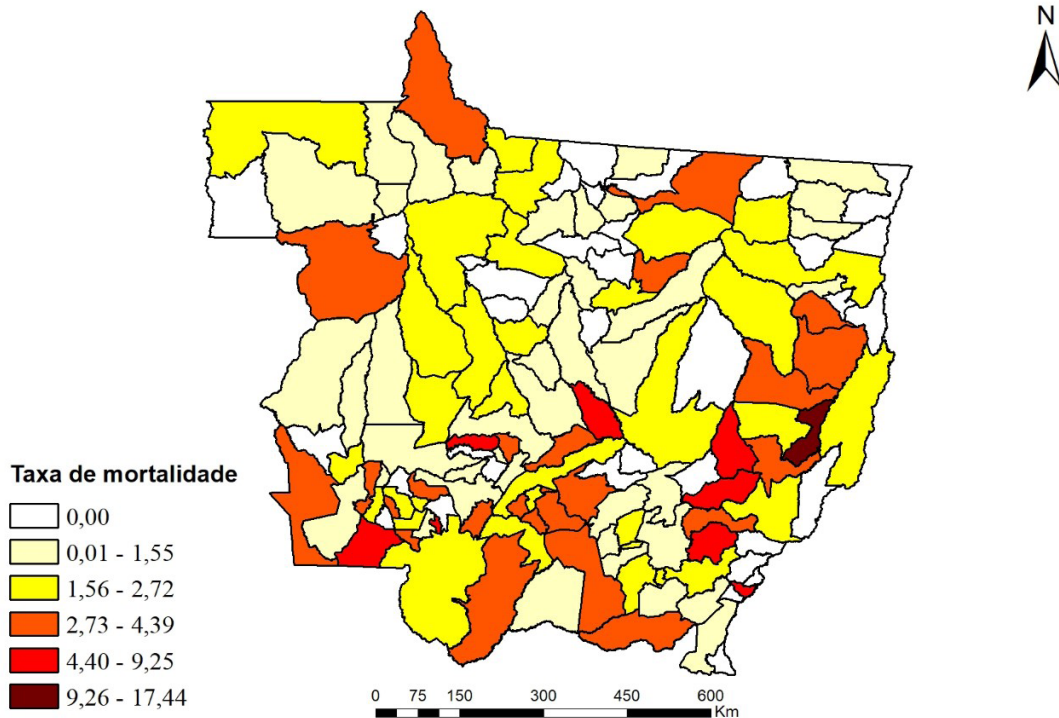 N
Taxa de mortalidade
0,00
0,01 - 1,55
1,56 - 2,72
2,73 - 4,39
4,40 - 9,25
9,26 - 17,44
0 75 150 300 450 600
Km